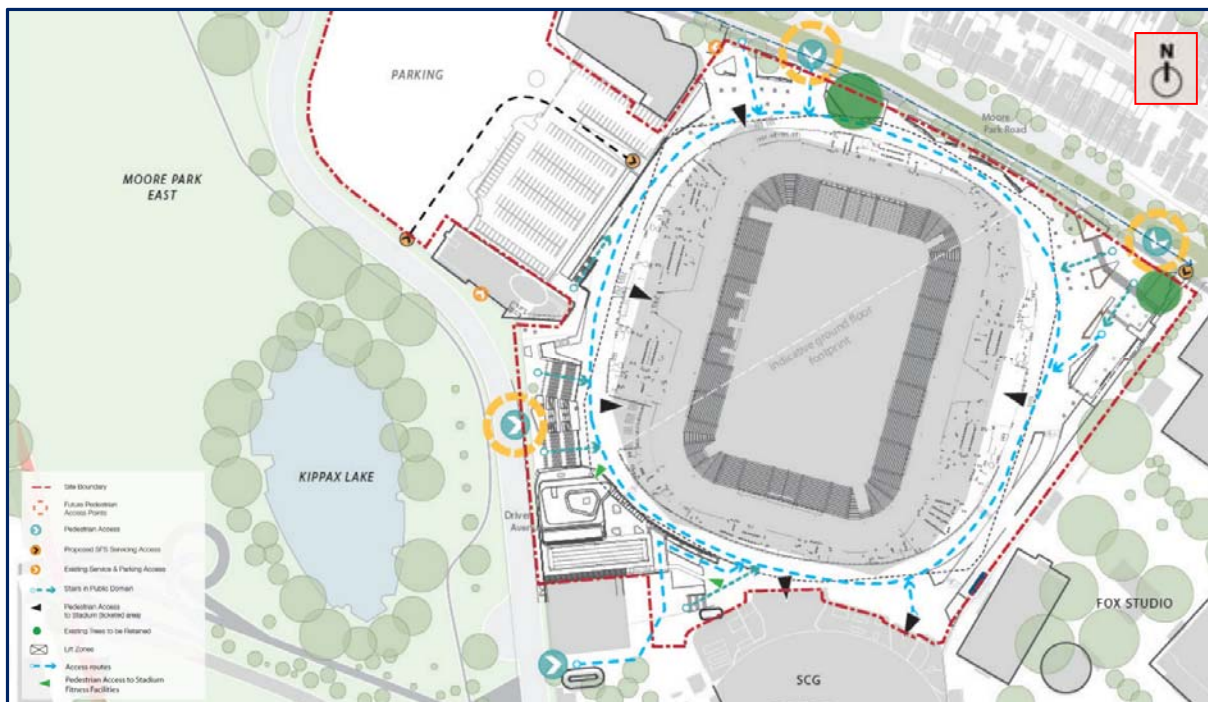 N
PARKING
Moore
Park Road
MOORE PARK
EAST
indicative ground floor
footprint
KIPPAX LAKE
Driver
Avenue
Site Boundary
Future Pedestrian
Access Points
Pedestrian Access
Proposed SFS Servicing Access
Existing Service & Parking Access
Stairs in Public Domain
Pedestrian Access
to Stadium (ticketed area)
Existing Trees to be Retained
Lift Zones
Access routes
Pedestrian Access to Stadium
Fitness Facilities
FOX STUDIO
SCG